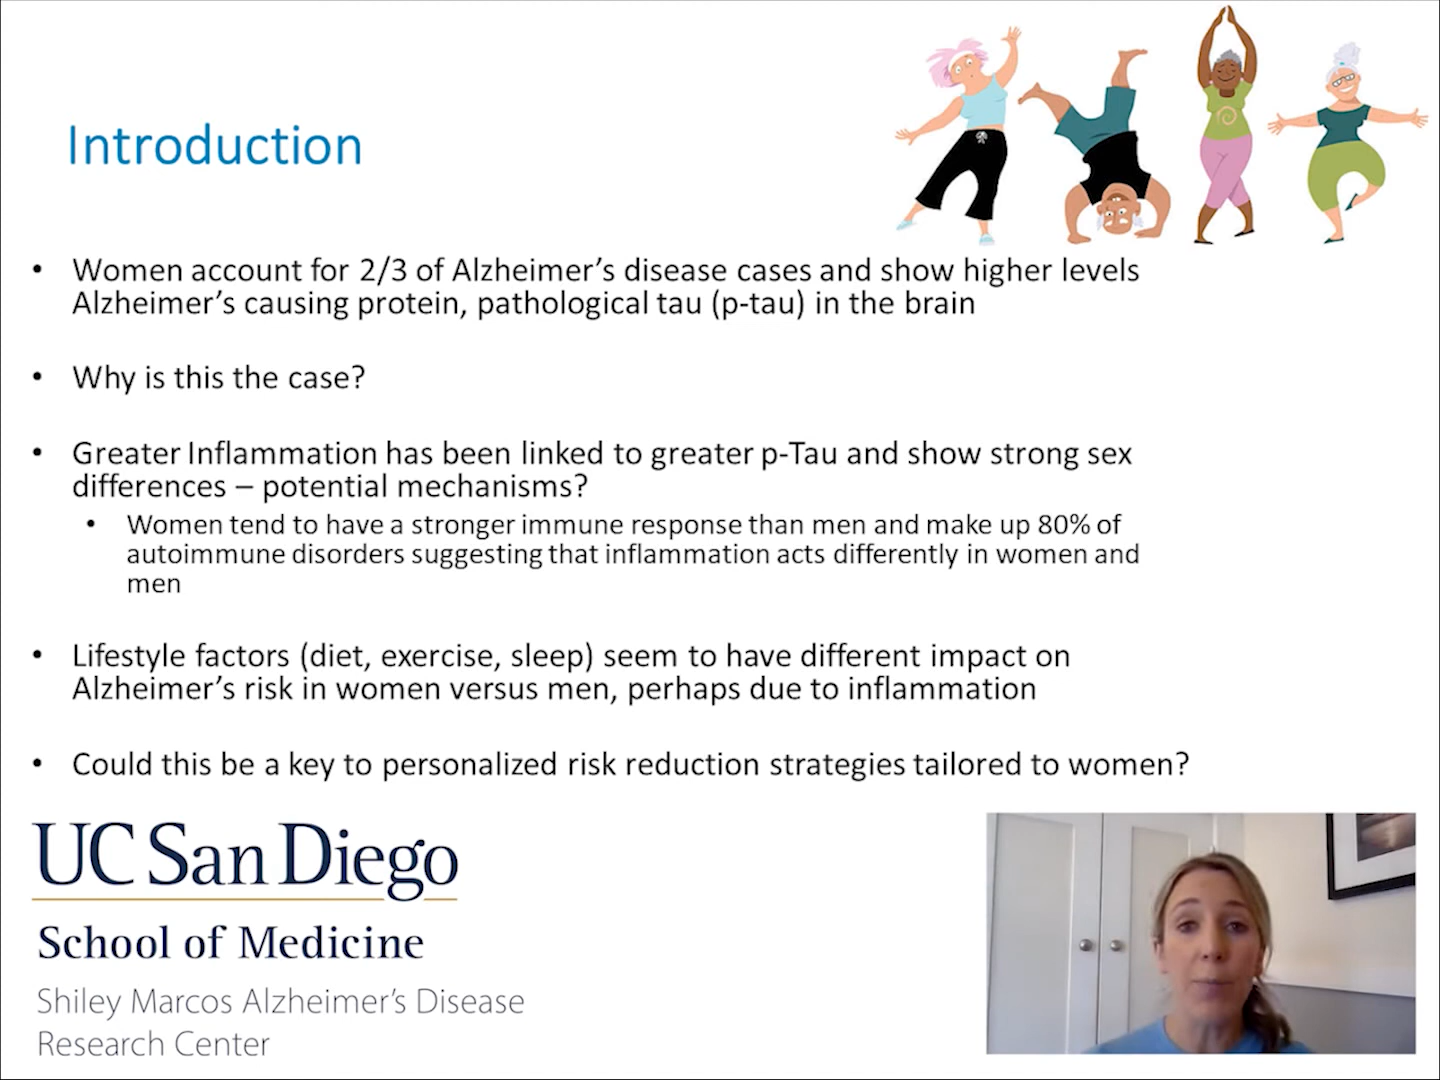 Introduction
• Women account for 2/3 of Alzheimer’s disease cases and show higher levels
Alzheimer’s causing protein, pathological tau (p-tau) in the brain
• Why is this the case?
• Greater Inflammation has been linked to greater p-Tau and show strong sex
differences – potential mechanisms?
• Women tend to have a stronger immune response than men and make up 80% of
autoimmune disorders suggesting that inflammation acts differently in women and
men
• Lifestyle factors (diet, exercise, sleep) seem to have different impact on
Alzheimer’s risk in women versus men, perhaps due to inflammation
• Could this be a key to personalized risk reduction strategies tailored to women?
UC San Diego
School of Medicine
Shiley Marcos Alzheimer’s Disease
Research Center